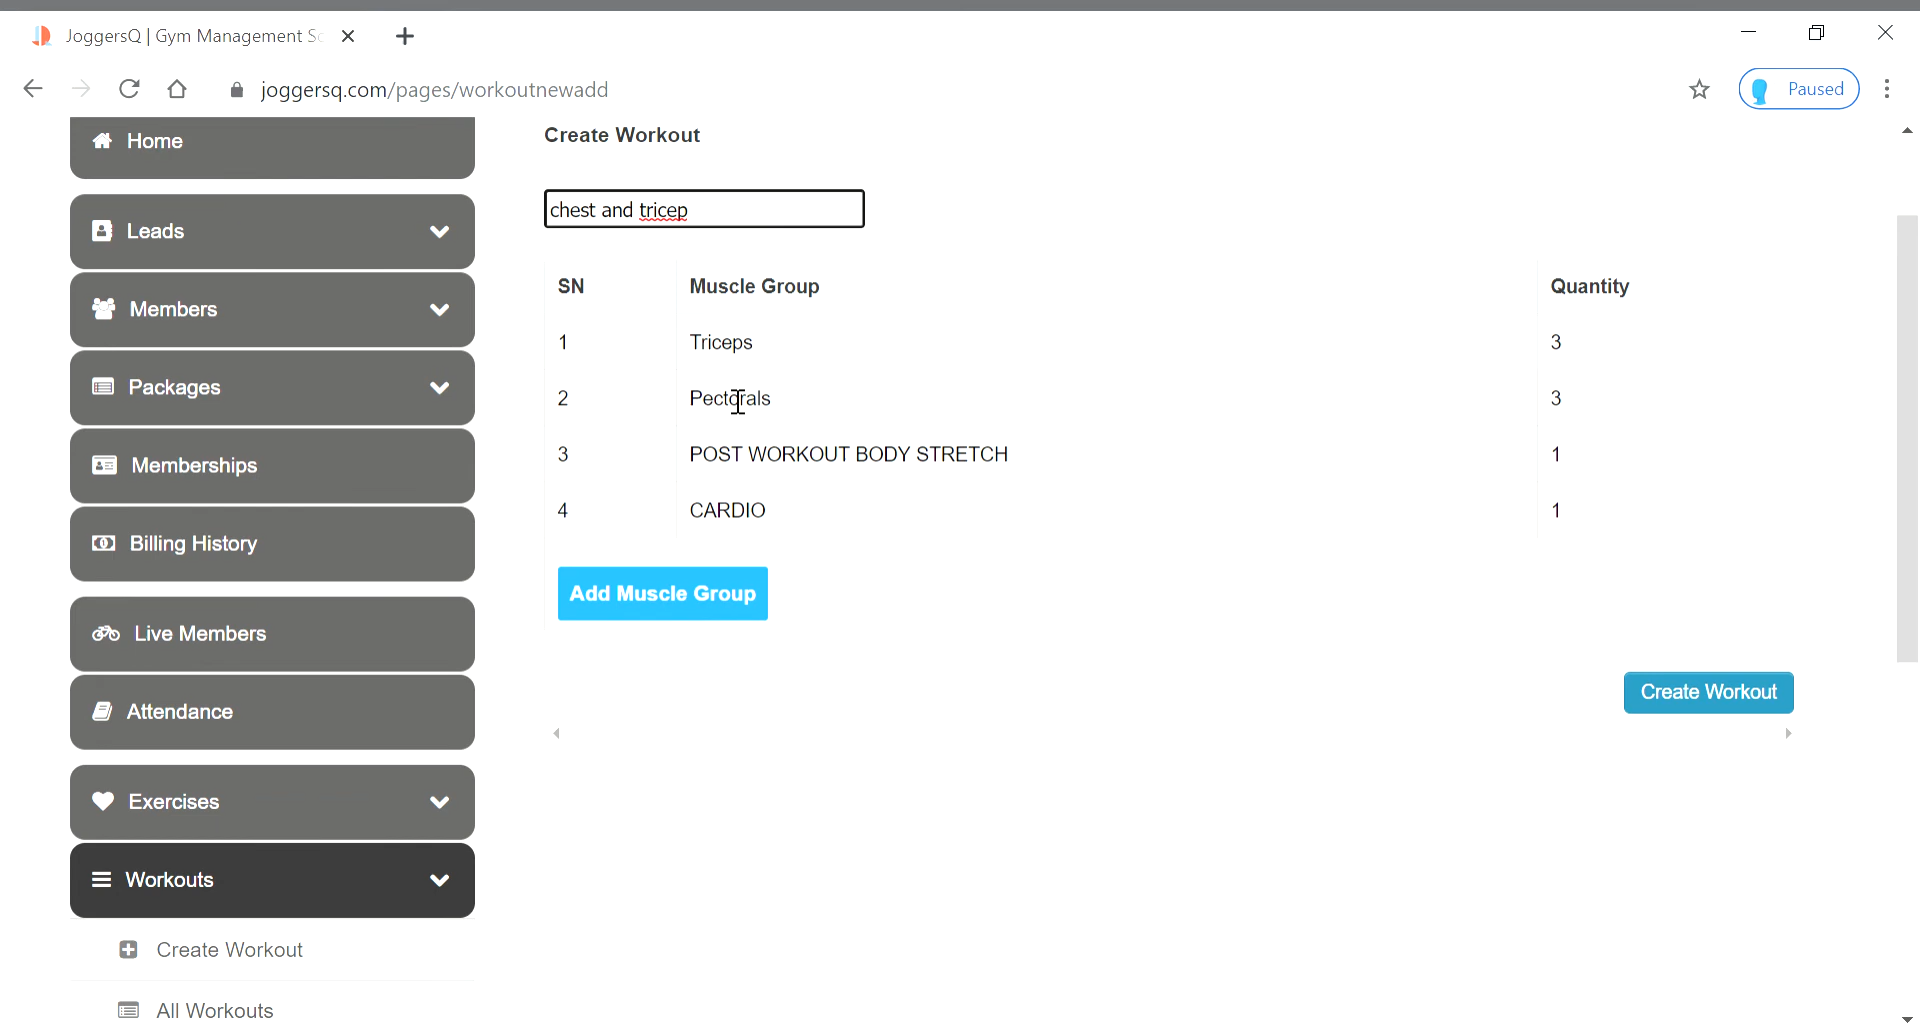 JoggersQ | Gym Management So
joggersq.com/pages/workoutnewadd
Paused
Home
Leads
Members
Packages
Memberships
Billing History
Live Members
Attendance
Exercises
Workouts
Create Workout
All Workouts
Create Workout
chest and tricep
SN Muscle Group Quantity
1 Triceps 3
2 Pectorals 3
3 POST WORKOUT BODY STRETCH 1
4 CARDIO 1
Add Muscle Group
Create Workout